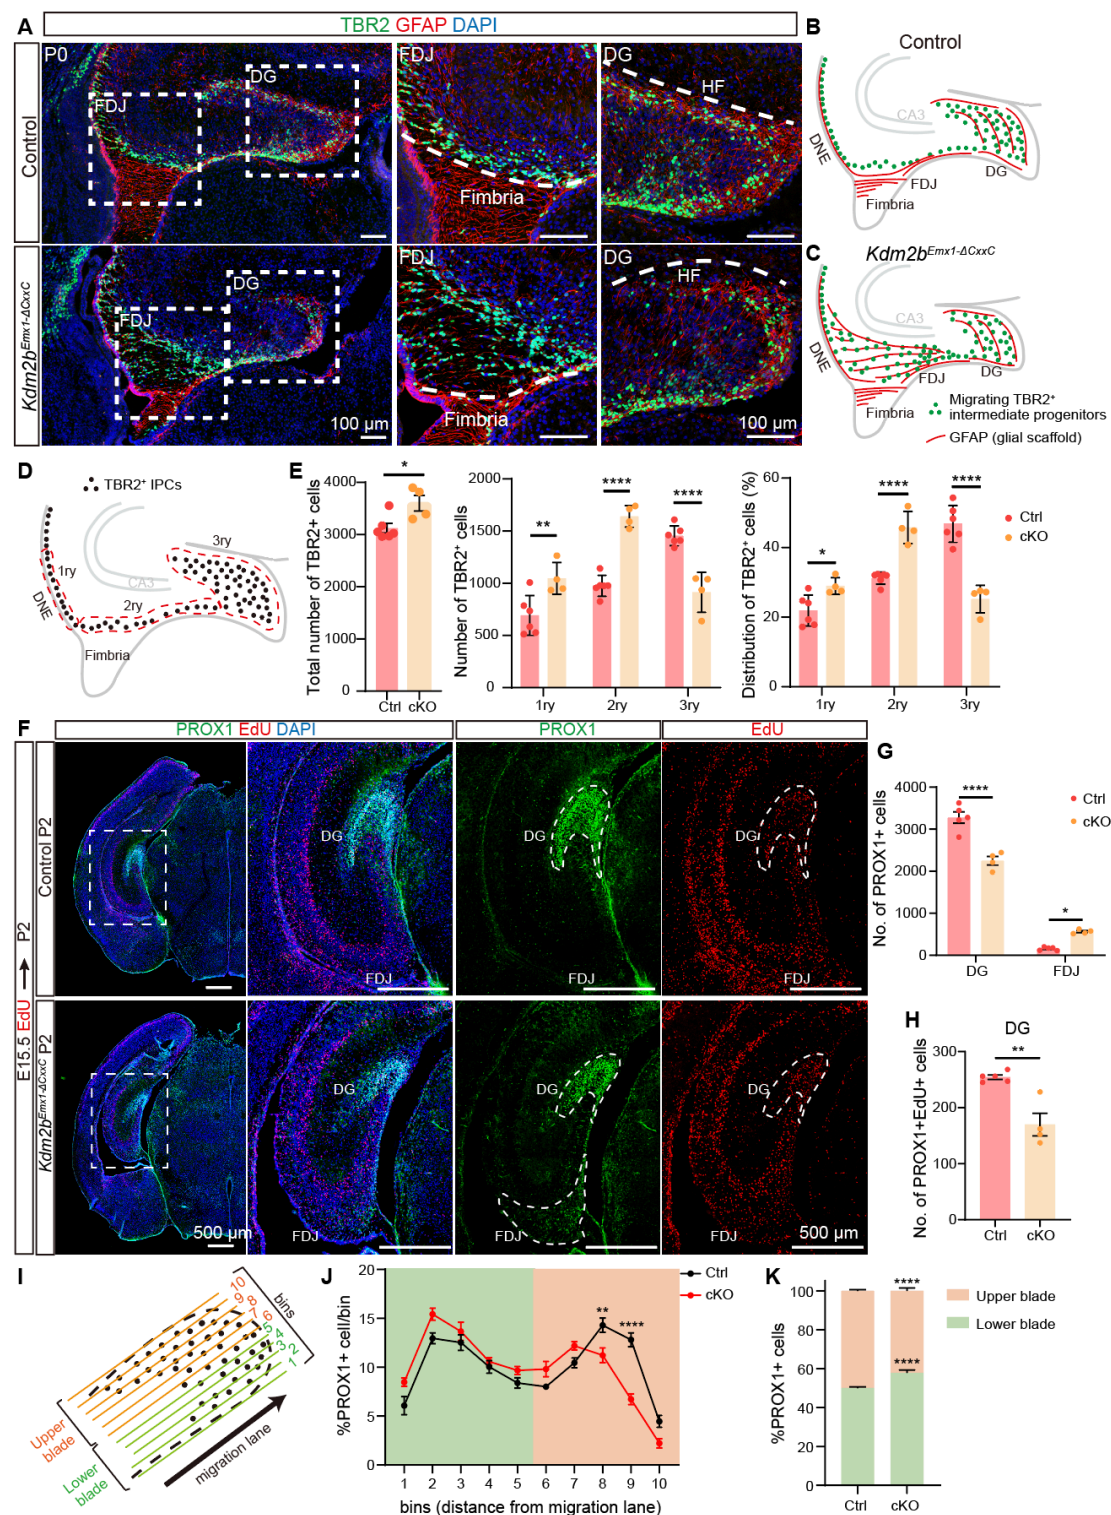 A
TBR2 GFAP DAPI
Control
P0
FDJ
DG
FDJ
Fimbria
DG
HF
Kdm2b^Emx1-ΔCxxC
FDJ
DG
100 µm
FDJ
Fimbria
DG
HF
100 µm
B
Control
CA3
DNE
FDJ
DG
Fimbria
C
Kdm2b^Emx1-ΔCxxC
CA3
DNE
FDJ
DG
Fimbria
Migrating TBR2⁺
intermediate progenitors
GFAP (glial scaffold)
D
TBR2⁺ IPCs
3ry
1ry
CA3
2ry
DNE
Fimbria
E
Total number of TBR2+ cells
4000
3000
2000
1000
0
*
Ctrl cKO
Number of TBR2⁺ cells
2000
1500
1000
500
0
**
****
****
1ry 2ry 3ry
Distribution of TBR2⁺ cells (%)
60
40
20
0
*
****
****
1ry 2ry 3ry
Ctrl
cKO
F
PROX1 EdU DAPI
PROX1
EdU
E15.5 EdU → P2
Control P2
DG
FDJ
DG
FDJ
DG
FDJ
Kdm2b^Emx1-ΔCxxC P2
500 µm
DG
FDJ
DG
FDJ
DG
FDJ
500 µm
G
No. of PROX1+ cells
4000
3000
2000
1000
0
****
*
DG FDJ
Ctrl
cKO
H
DG
No. of PROX1+EdU+ cells
300
200
100
0
**
Ctrl cKO
I
10
9
8
7
6
5
4
3
2
1
bins
Upper
blade
Lower
blade
migration lane
J
%PROX1+ cell/bin
20
15
10
5
0
**
****
Ctrl
cKO
1 2 3 4 5 6 7 8 9 10
bins (distance from migration lane)
K
%PROX1+ cells
100
80
60
40
20
0
****
****
Ctrl cKO
Upper blade
Lower blade